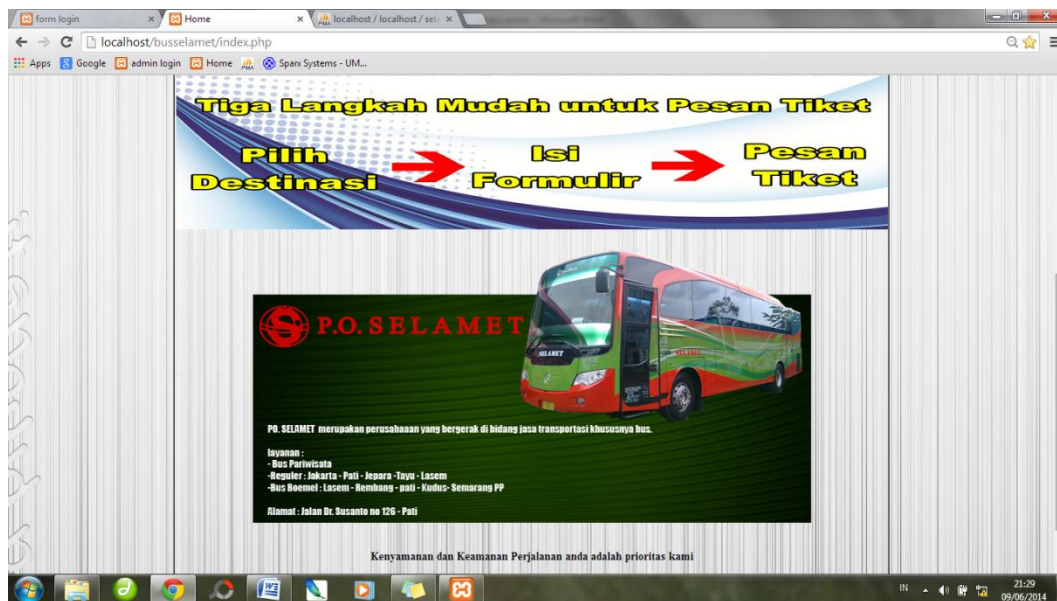 form login
Home
localhost / localhost / sela
localhost/busselamet/index.php
Apps Google admin login Home Sparx Systems - UM...
Tiga Langkah Mudah untuk Pesan Tiket
Pilih Destinasi
Isi Formulir
Pesan Tiket
P.O. SELAMET
SELAMET
PO. SELAMET merupakan perusahaaan yang bergerak di bidang jasa transportasi khususnya bus.
layanan :
- Bus Pariwisata
-Reguler : Jakarta - Pati - Jepara -Tayu - Lasem
-Bus Boemel : Lasem - Rembang - pati - Kudus- Semarang PP
Alamat : Jalan Dr. Susanto no 126 - Pati
Kenyamanan dan Keamanan Perjalanan anda adalah prioritas kami
IN
21:29
09/06/2014